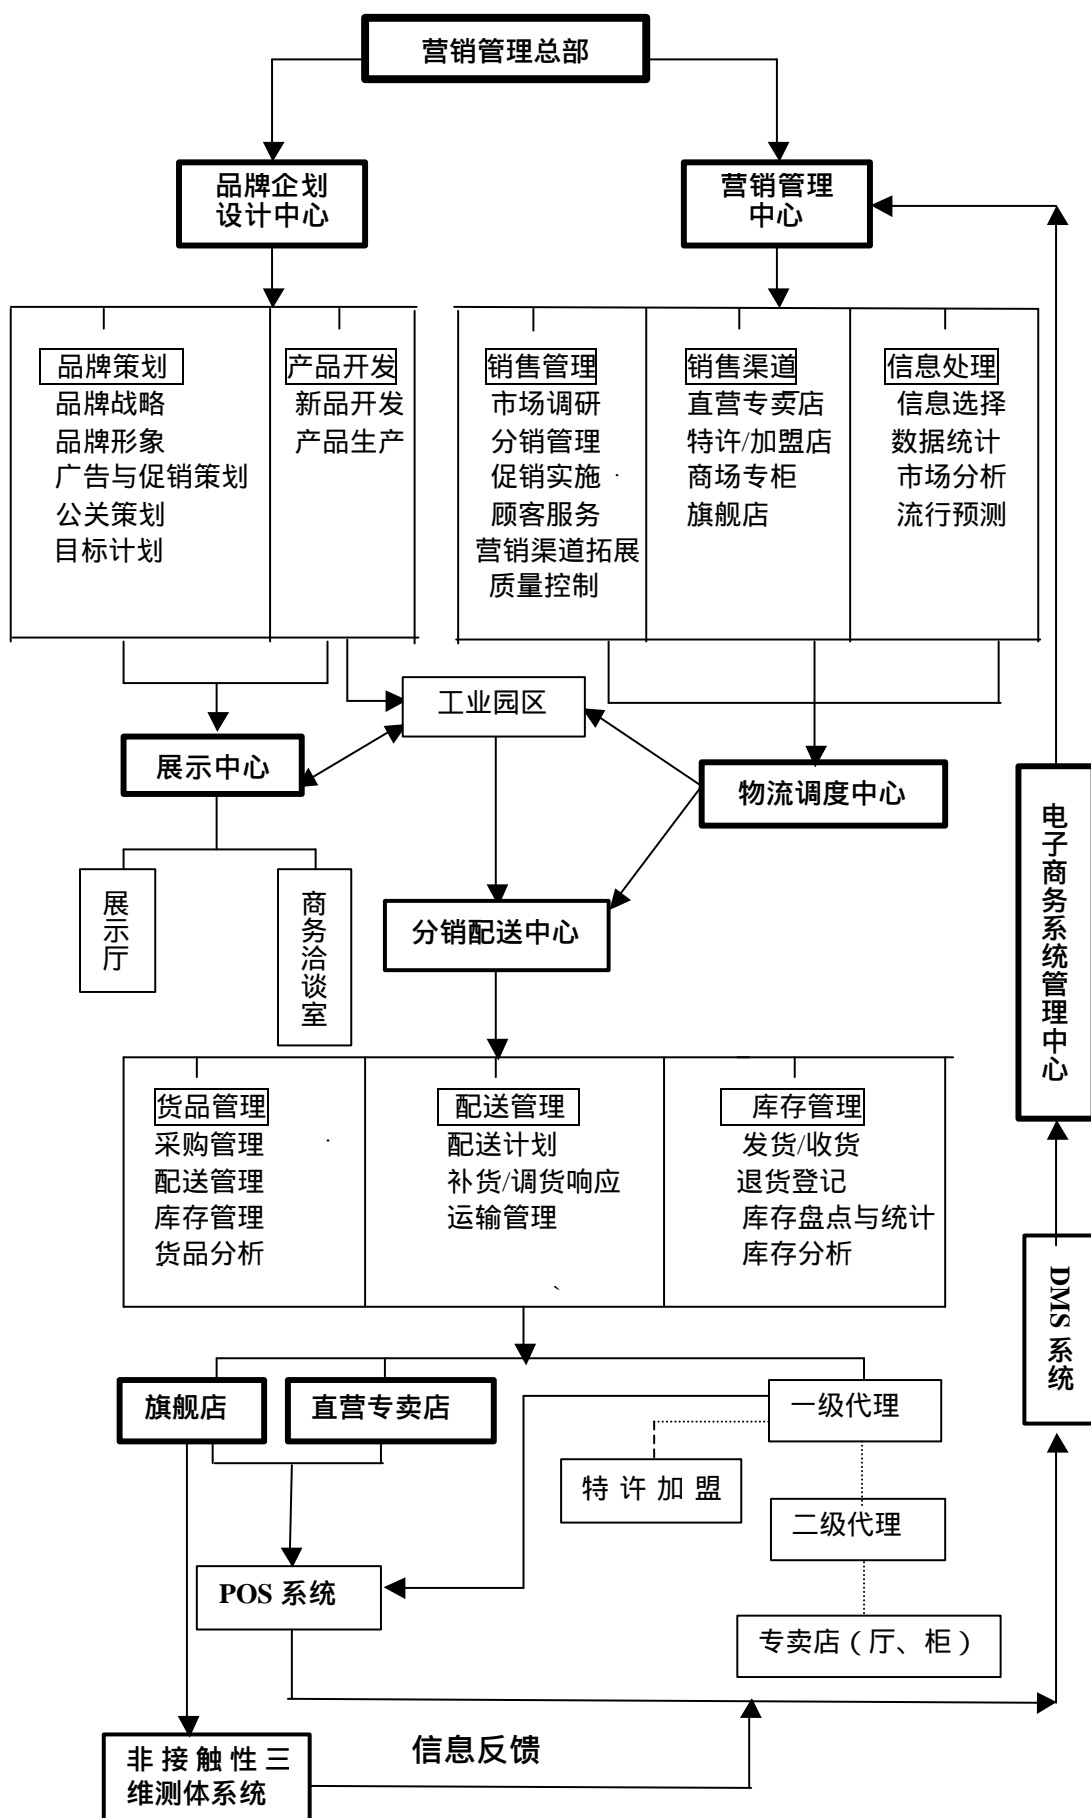 营销管理总部
品牌企划
设计中心
营销管理
中心
品牌策划
品牌战略
品牌形象
广告与促销策划
公关策划
目标计划
产品开发
新品开发
产品生产
销售管理
市场调研
分销管理
促销实施
顾客服务
营销渠道拓展
质量控制
销售渠道
直营专卖店
特许/加盟店
商场专柜
旗舰店
信息处理
信息选择
数据统计
市场分析
流行预测
工业园区
展示中心
物流调度中心
电子商务系统管理中心
展示厅
商务洽谈室
分销配送中心
货品管理
采购管理
配送管理
库存管理
货品分析
配送管理
配送计划
补货/调货响应
运输管理
库存管理
发货/收货
退货登记
库存盘点与统计
库存分析
DMS 系统
旗舰店
直营专卖店
一级代理
特 许 加 盟
二级代理
POS 系统
专卖店（厅、柜）
信息反馈
非 接 触 性 三
维测体系统